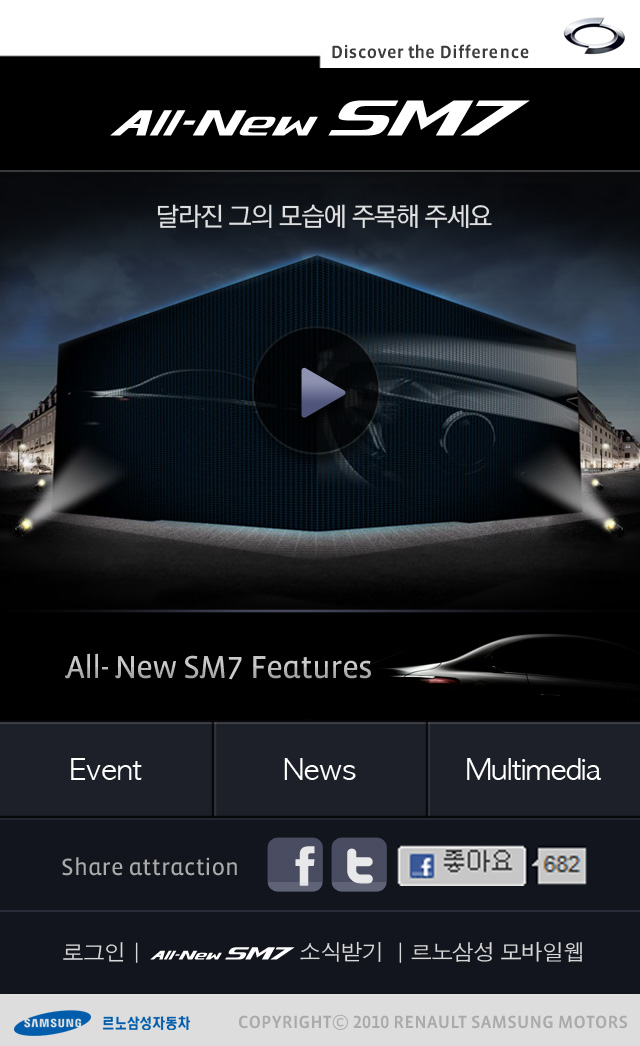 Discover the Difference
All-New SM7
달라진 그의 모습에 주목해 주세요
All- New SM7 Features
Event
News
Multimedia
Share attraction
f
t
f 좋아요
682
로그인 | All-New SM7 소식받기 | 르노삼성 모바일웹
SAMSUNG 르노삼성자동차
COPYRIGHT© 2010 RENAULT SAMSUNG MOTORS